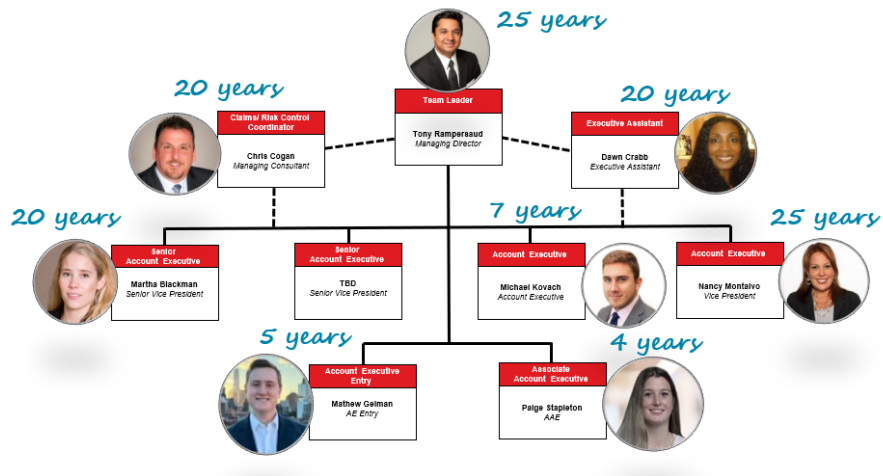 25 years
Team Leader
Tony Rampersaud
Managing Director
20 years
Claims/ Risk Control
Coordinator
Chris Cogan
Managing Consultant
20 years
Executive Assistant
Dawn Crabb
Executive Assistant
20 years
Senior
Account Executive
Martha Blackman
Senior Vice President
Senior
Account Executive
TBD
Senior Vice President
7 years
Account Executive
Michael Kovach
Account Executive
25 years
Account Executive
Nancy Montalvo
Vice President
5 years
Account Executive
Entry
Mathew Gelman
AE Entry
4 years
Associate
Account Executive
Paige Stapleton
AAE